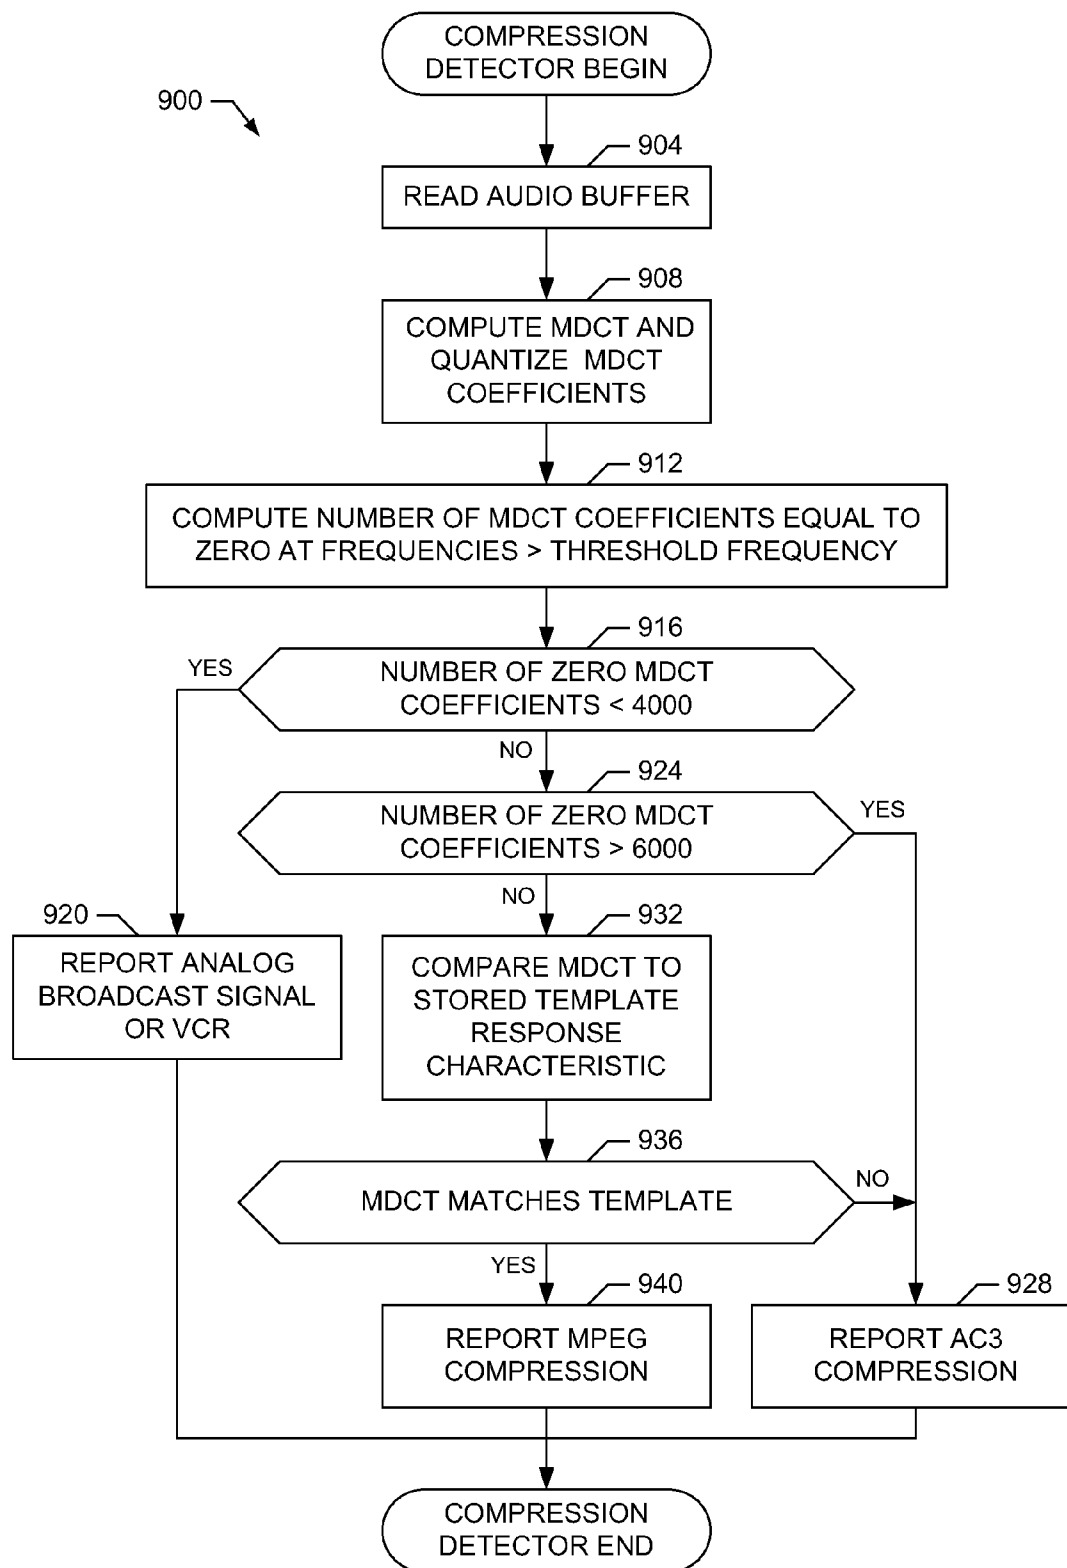 COMPRESSION
DETECTOR BEGIN
900
904
READ AUDIO BUFFER
908
COMPUTE MDCT AND
QUANTIZE MDCT
COEFFICIENTS
912
COMPUTE NUMBER OF MDCT COEFFICIENTS EQUAL TO
ZERO AT FREQUENCIES > THRESHOLD FREQUENCY
916
YES
NUMBER OF ZERO MDCT
COEFFICIENTS < 4000
NO
924
NUMBER OF ZERO MDCT
COEFFICIENTS > 6000
YES
NO
920
REPORT ANALOG
BROADCAST SIGNAL
OR VCR
932
COMPARE MDCT TO
STORED TEMPLATE
RESPONSE
CHARACTERISTIC
936
MDCT MATCHES TEMPLATE
NO
YES
940
REPORT MPEG
COMPRESSION
928
REPORT AC3
COMPRESSION
COMPRESSION
DETECTOR END